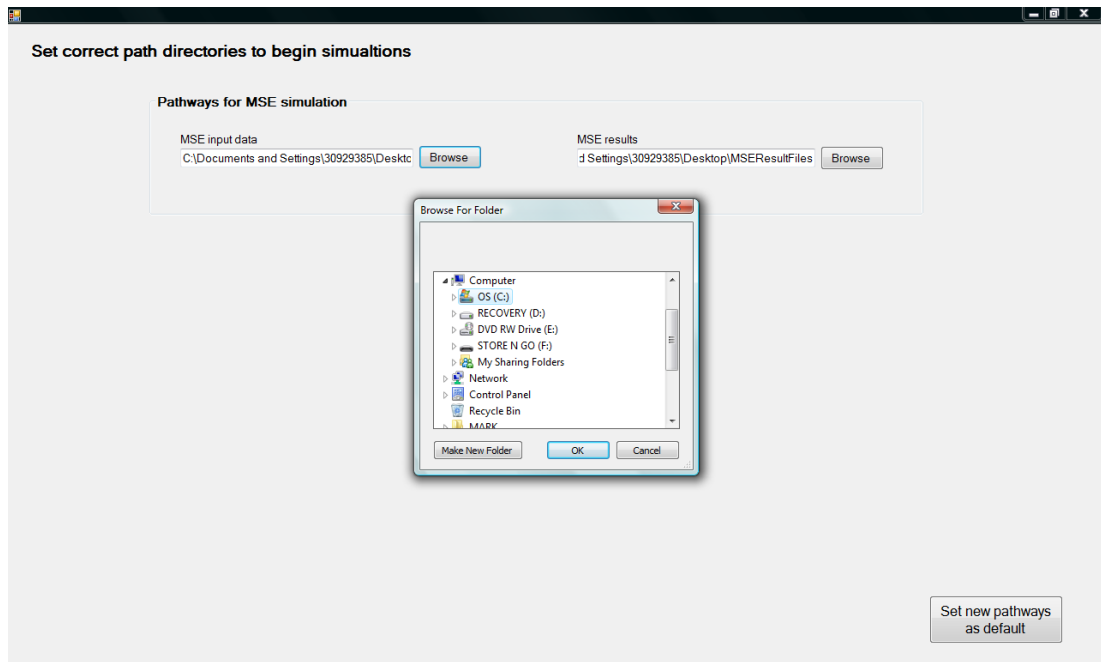 Set correct path directories to begin simualtions
Pathways for MSE simulation
MSE input data
MSE results
C:\Documents and Settings\30929385\Deskto
Browse
d Settings\30929385\Desktop\MSEResultFiles
Browse
Browse For Folder
Computer
OS (C:)
RECOVERY (D:)
DVD RW Drive (E:)
STORE N GO (F:)
My Sharing Folders
Network
Control Panel
Recycle Bin
MARK
Make New Folder
OK
Cancel
Set new pathways
as default